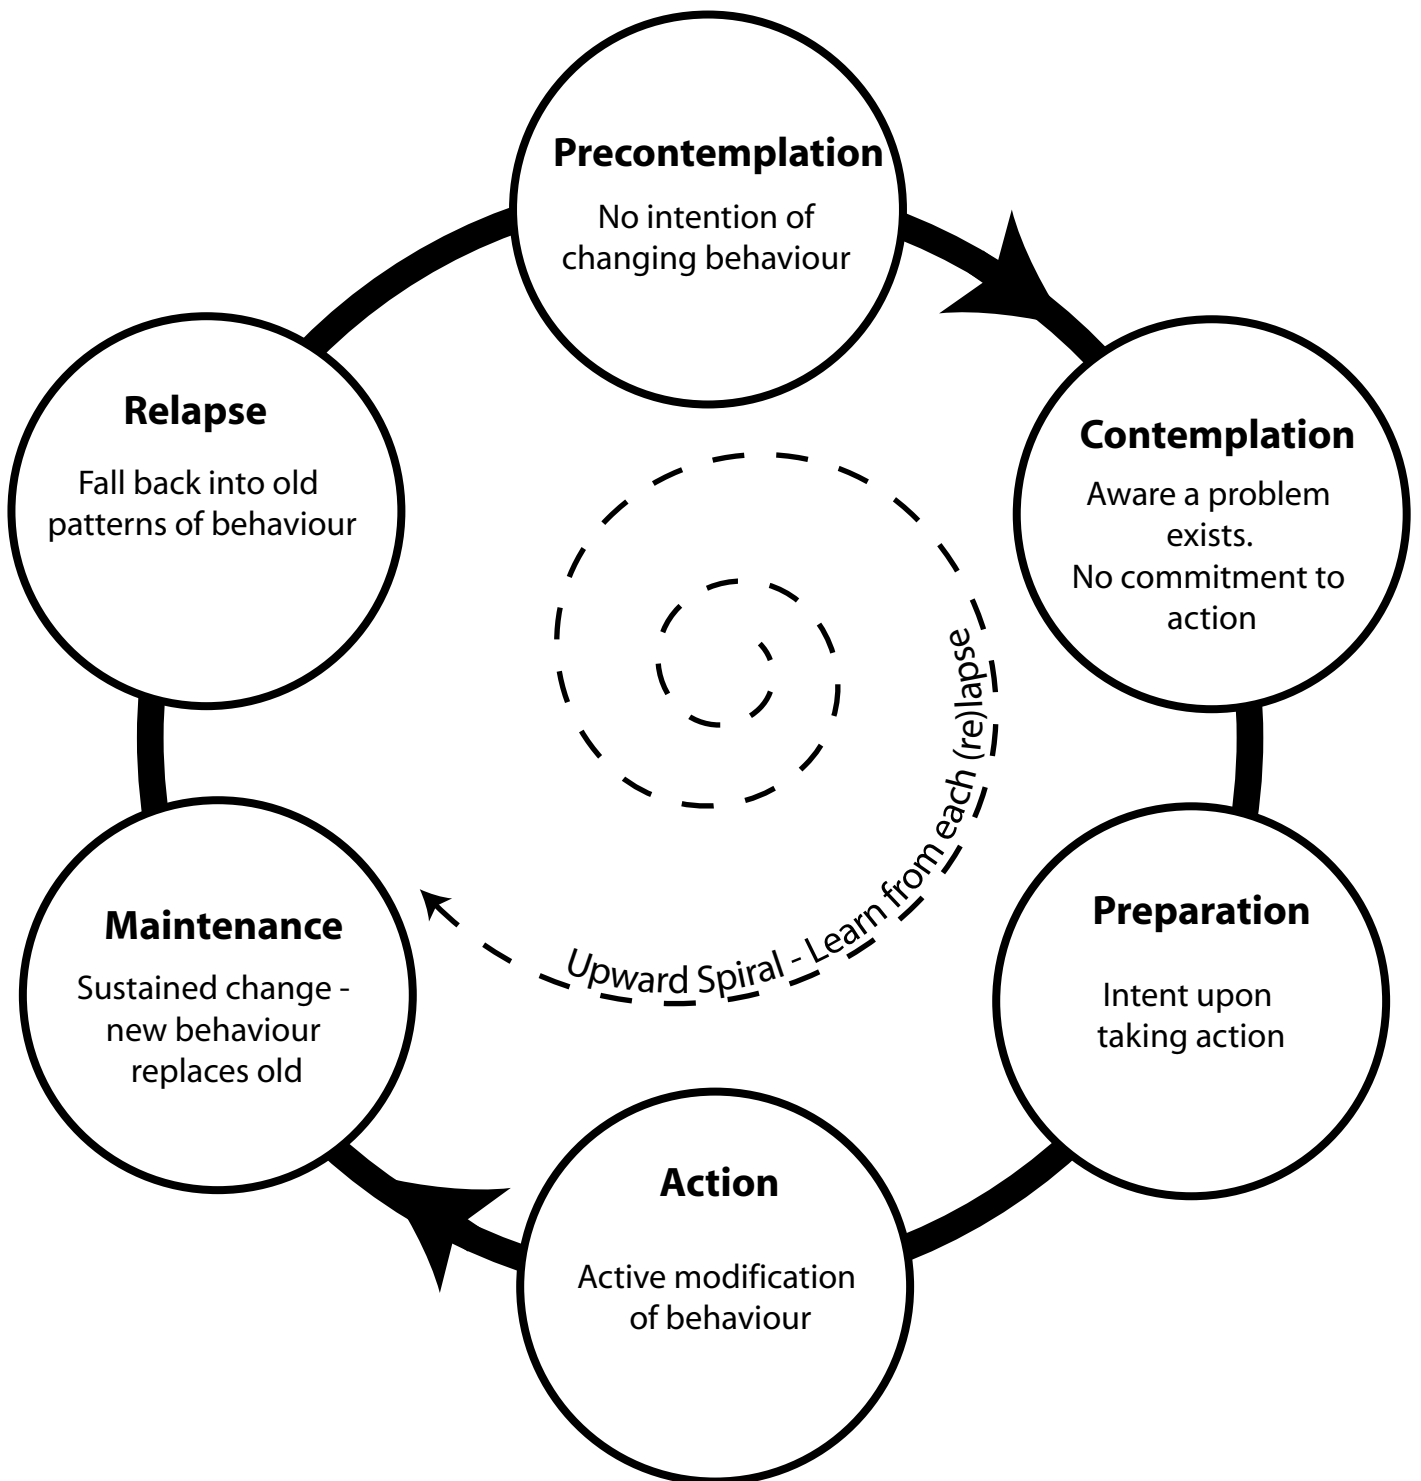 Precontemplation
No intention of
changing behaviour
Contemplation
Aware a problem
exists.
No commitment to
action
Preparation
Intent upon
taking action
Action
Active modification
of behaviour
Maintenance
Sustained change -
new behaviour
replaces old
Relapse
Fall back into old
patterns of behaviour
Upward Spiral - Learn from each (re)lapse